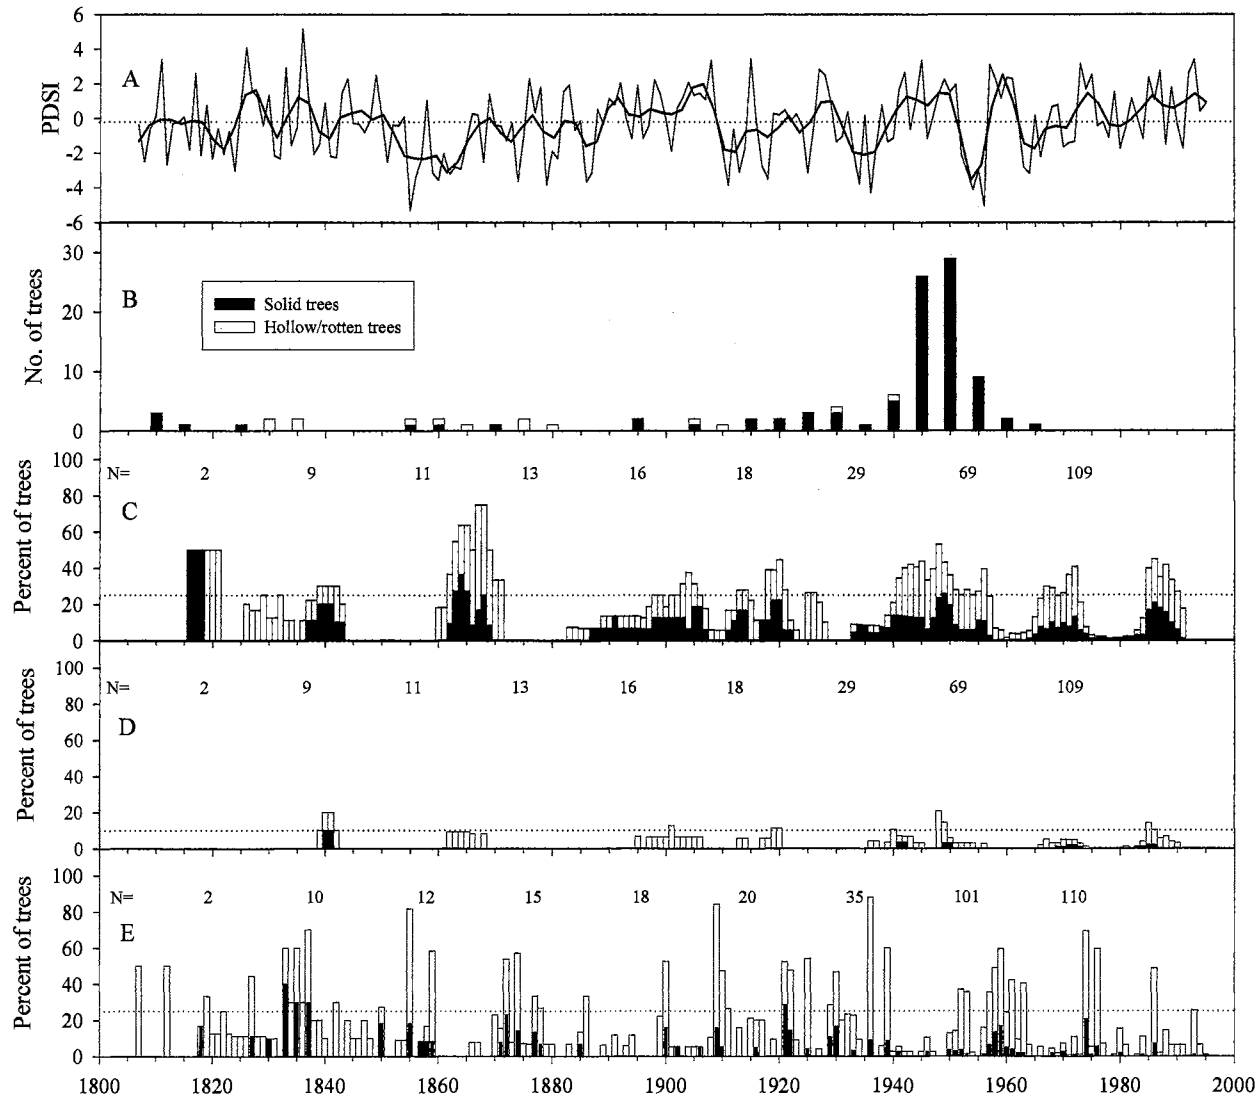 6
4
2
0
-2
-4
-6
PDSI
A
30
20
10
0
No. of trees
B
Solid trees
Hollow/rotten trees
100
80
60
40
20
0
Percent of trees
N= 2 9 11 13 16 18 29 69 109
C
100
80
60
40
20
0
Percent of trees
N= 2 9 11 13 16 18 29 69 109
D
100
80
60
40
20
0
Percent of trees
N= 2 10 12 15 18 20 35 101 110
E
1800 1820 1840 1860 1880 1900 1920 1940 1960 1980 2000